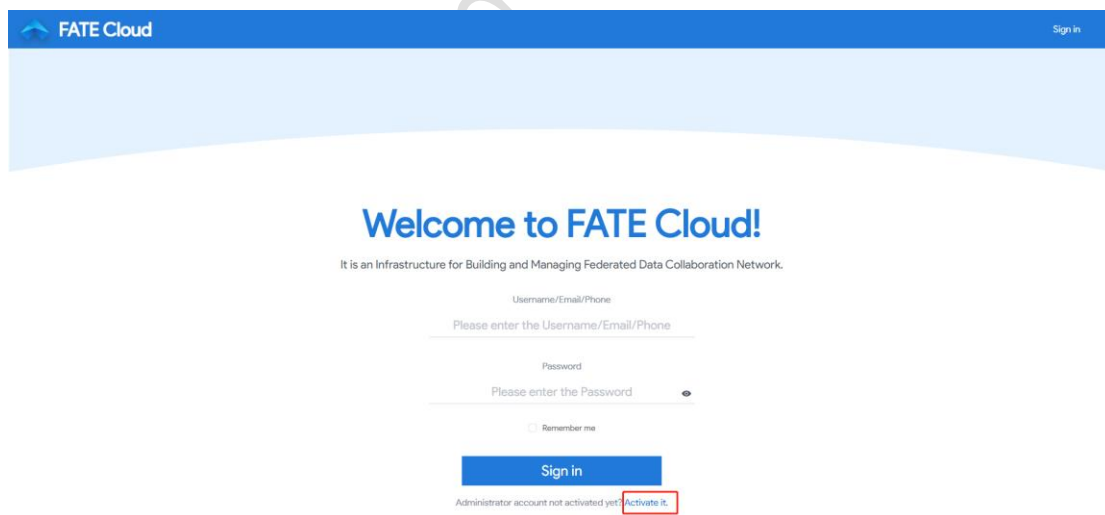 FATE Cloud
Sign in
Welcome to FATE Cloud!
It is an Infrastructure for Building and Managing Federated Data Collaboration Network.
Username/Email/Phone
Please enter the Username/Email/Phone
Password
Please enter the Password
Remember me
Sign in
Administrator account not activated yet? Activate it.